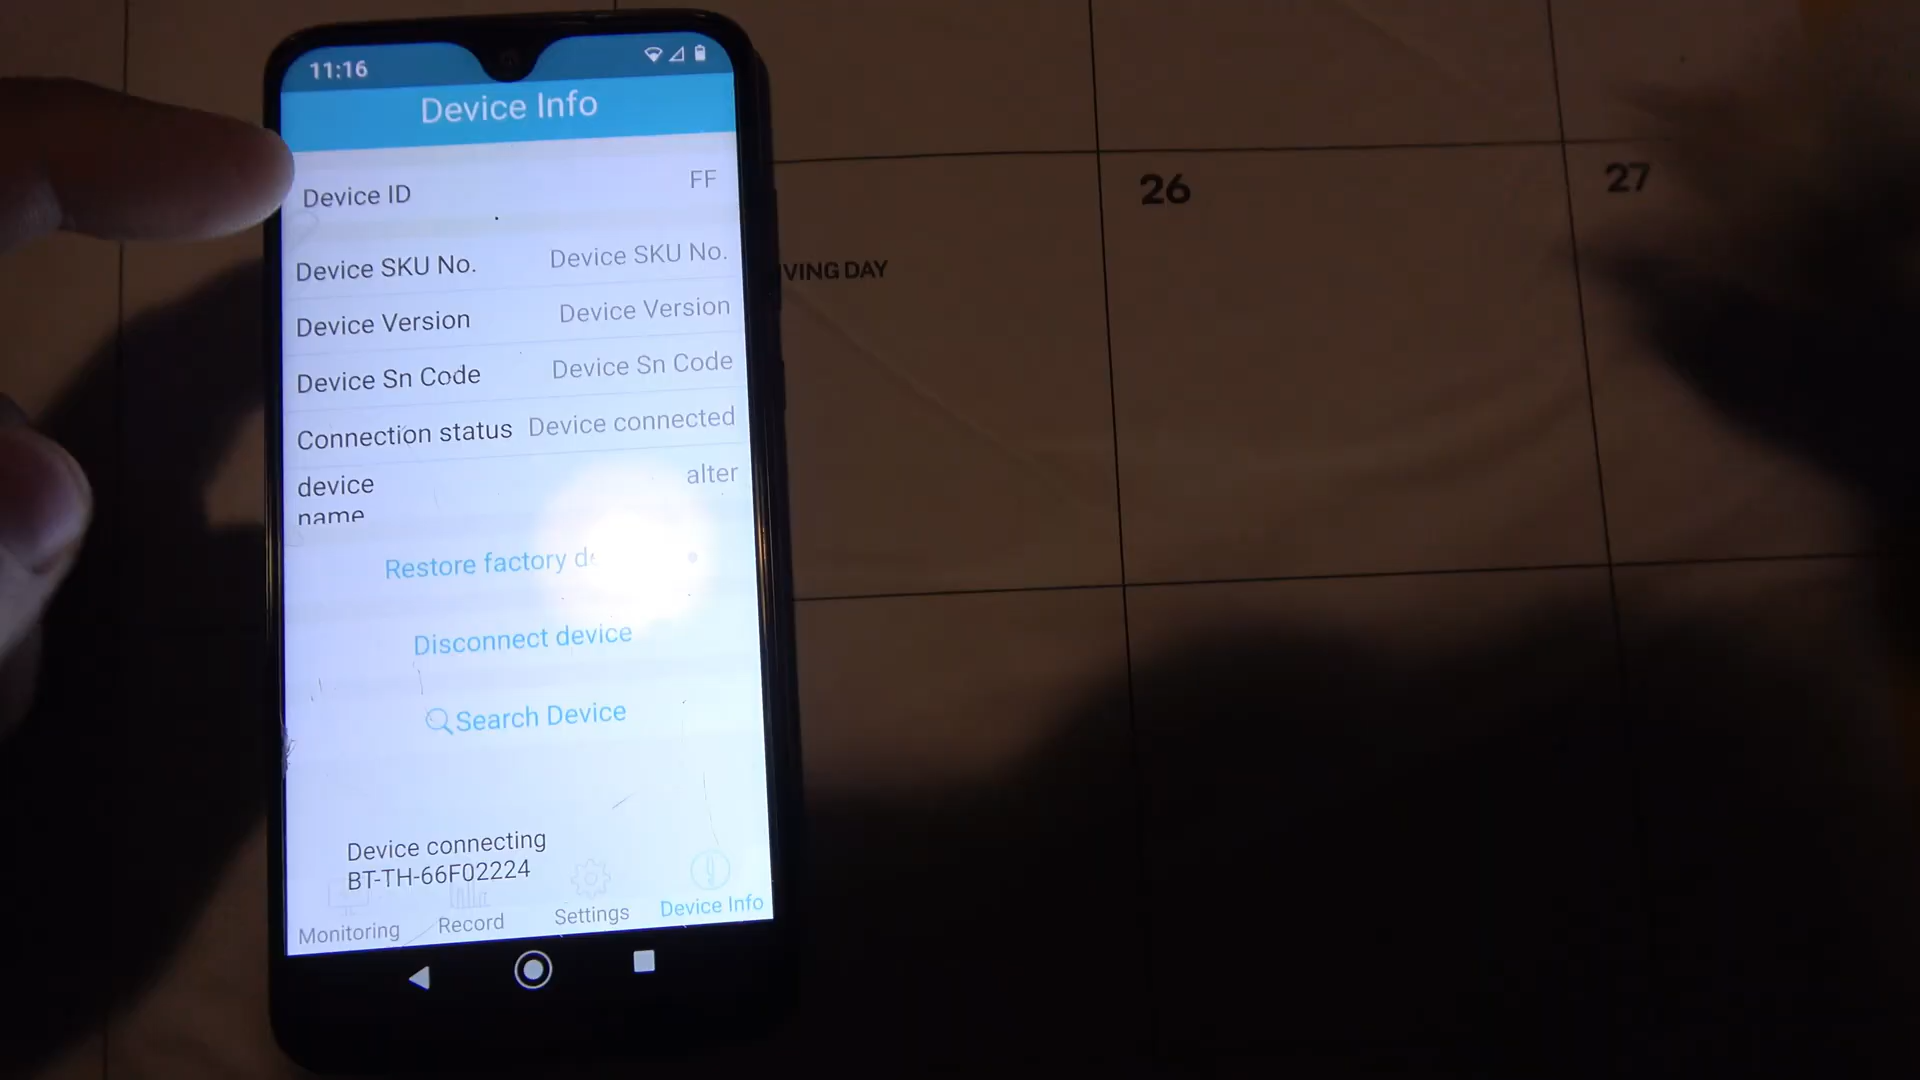 11:16
Device Info
Device ID FF
Device SKU No. Device SKU No.
Device Version Device Version
Device Sn Code Device Sn Code
Connection status Device connected
device alter
name
Restore factory
Disconnect device
Search Device
Device connecting
BT-TH-66F02224
Monitoring Record Settings Device Info
26
27
VING DAY